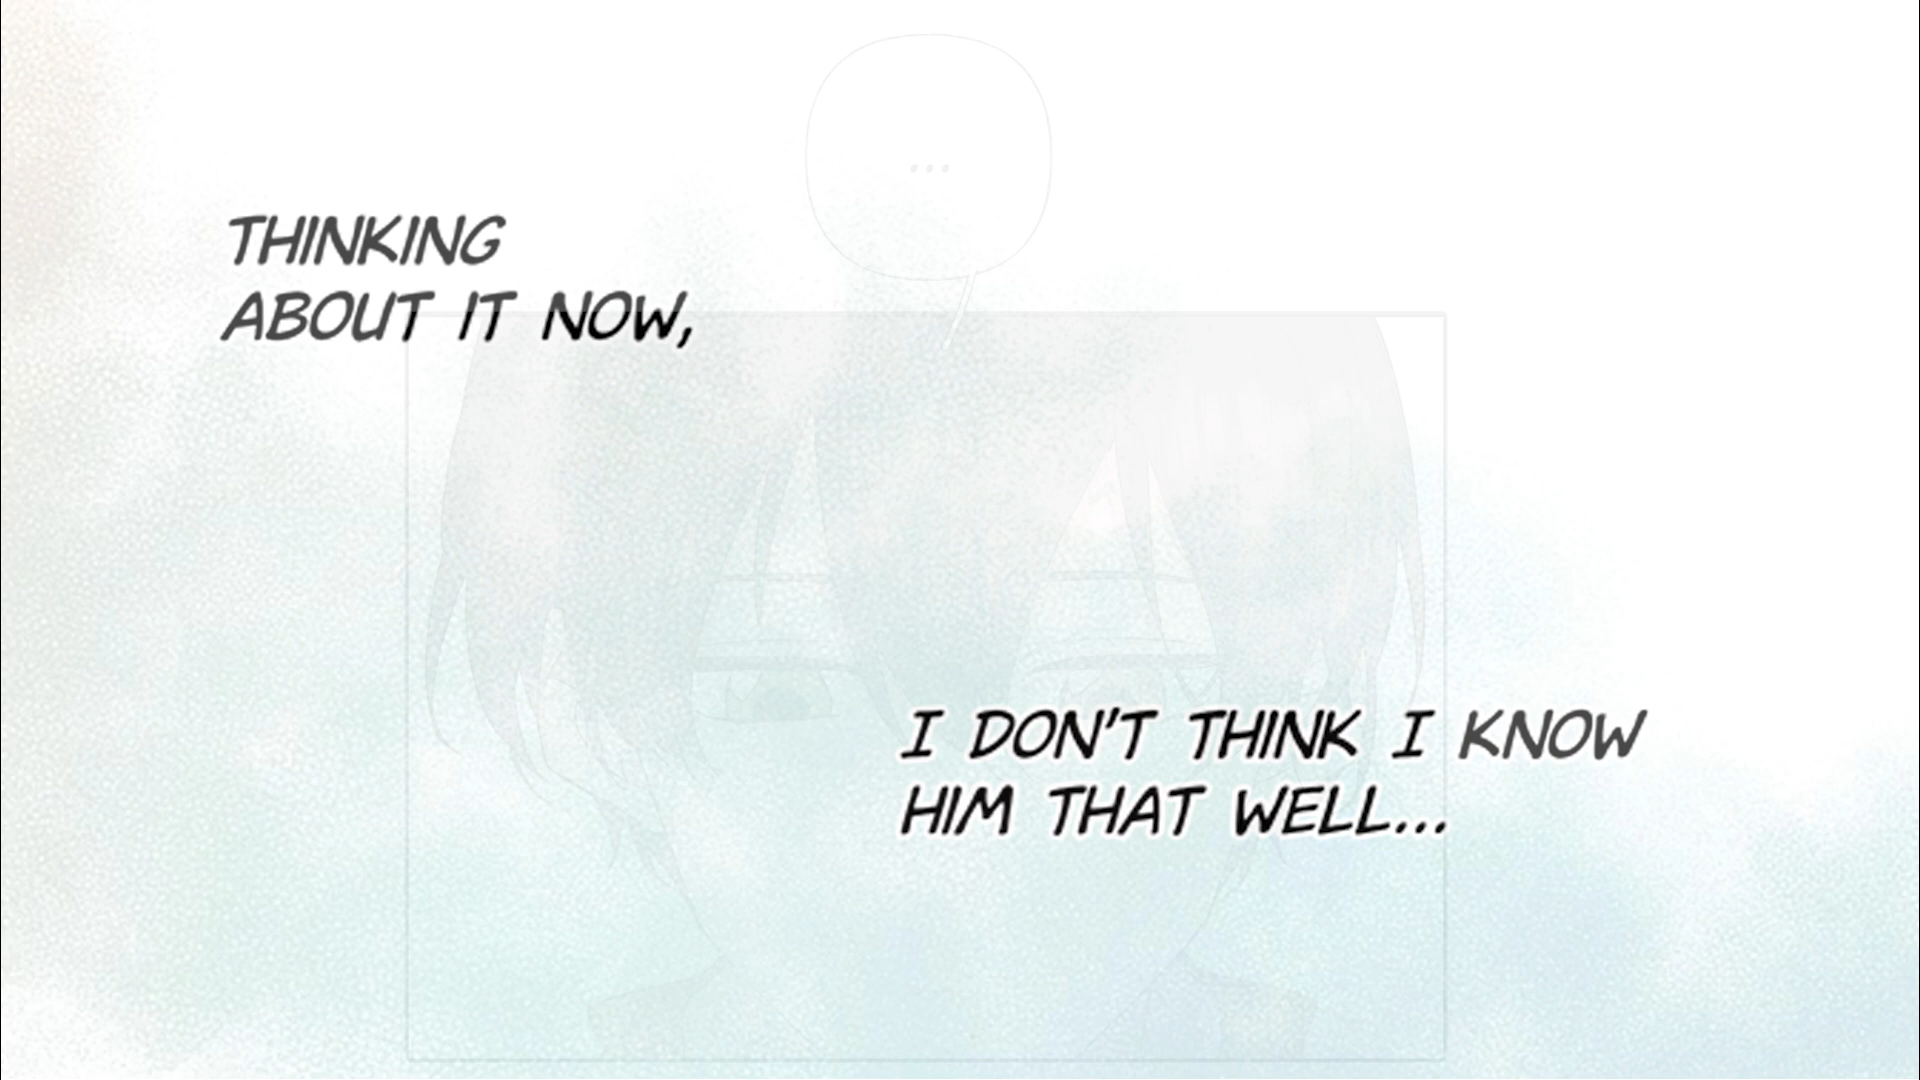 ...
THINKING
ABOUT IT NOW,
I DON'T THINK I KNOW
HIM THAT WELL...